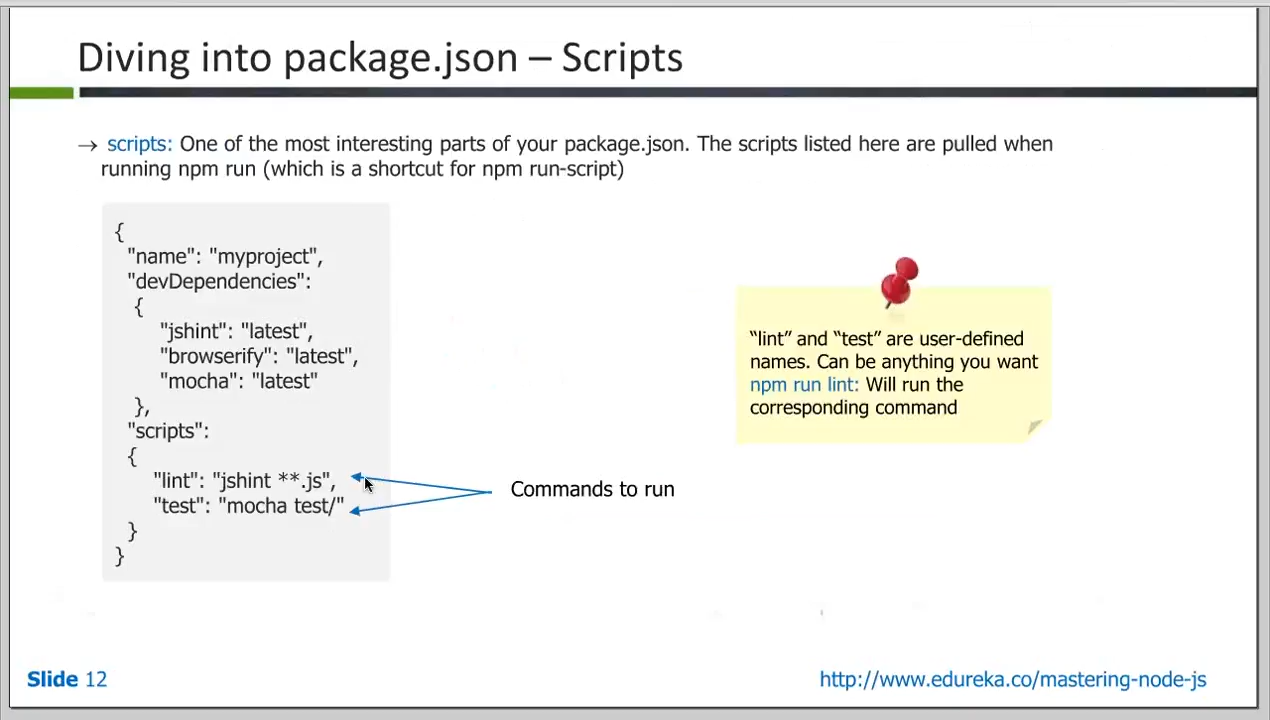 Diving into package.json – Scripts
→ scripts: One of the most interesting parts of your package.json. The scripts listed here are pulled when
running npm run (which is a shortcut for npm run-script)
{
"name": "myproject",
"devDependencies":
{
"jshint": "latest",
"browserify": "latest",
"mocha": "latest"
},
"scripts":
{
"lint": "jshint **.js",
"test": "mocha test/"
}
}
Commands to run
“lint” and “test” are user-defined
names. Can be anything you want
npm run lint: Will run the
corresponding command
Slide 12
http://www.edureka.co/mastering-node-js